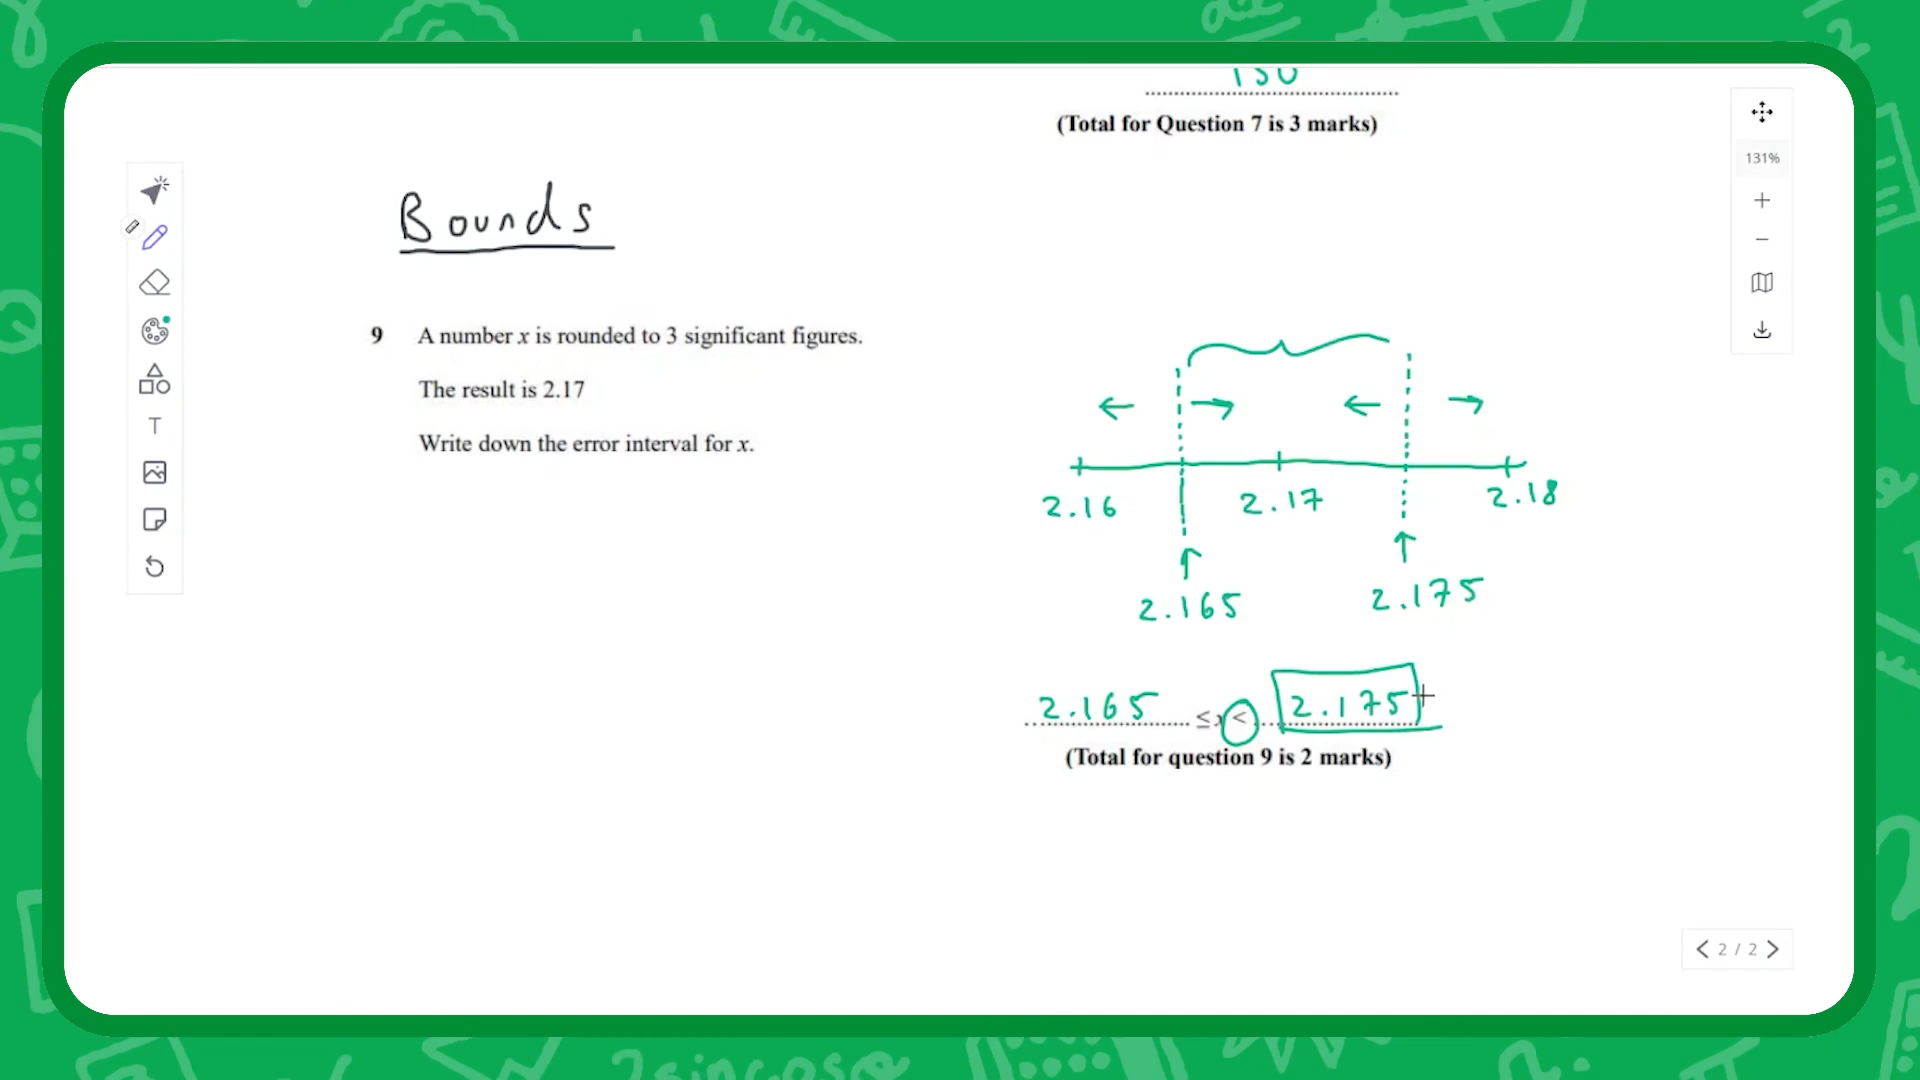 150
(Total for Question 7 is 3 marks)
131%
Bounds
9 A number x is rounded to 3 significant figures.
The result is 2.17
Write down the error interval for x.
2.16 2.17 2.18
2.165 2.175
2.165 ≤ x < 2.175
(Total for question 9 is 2 marks)
2 / 2
2sincosx